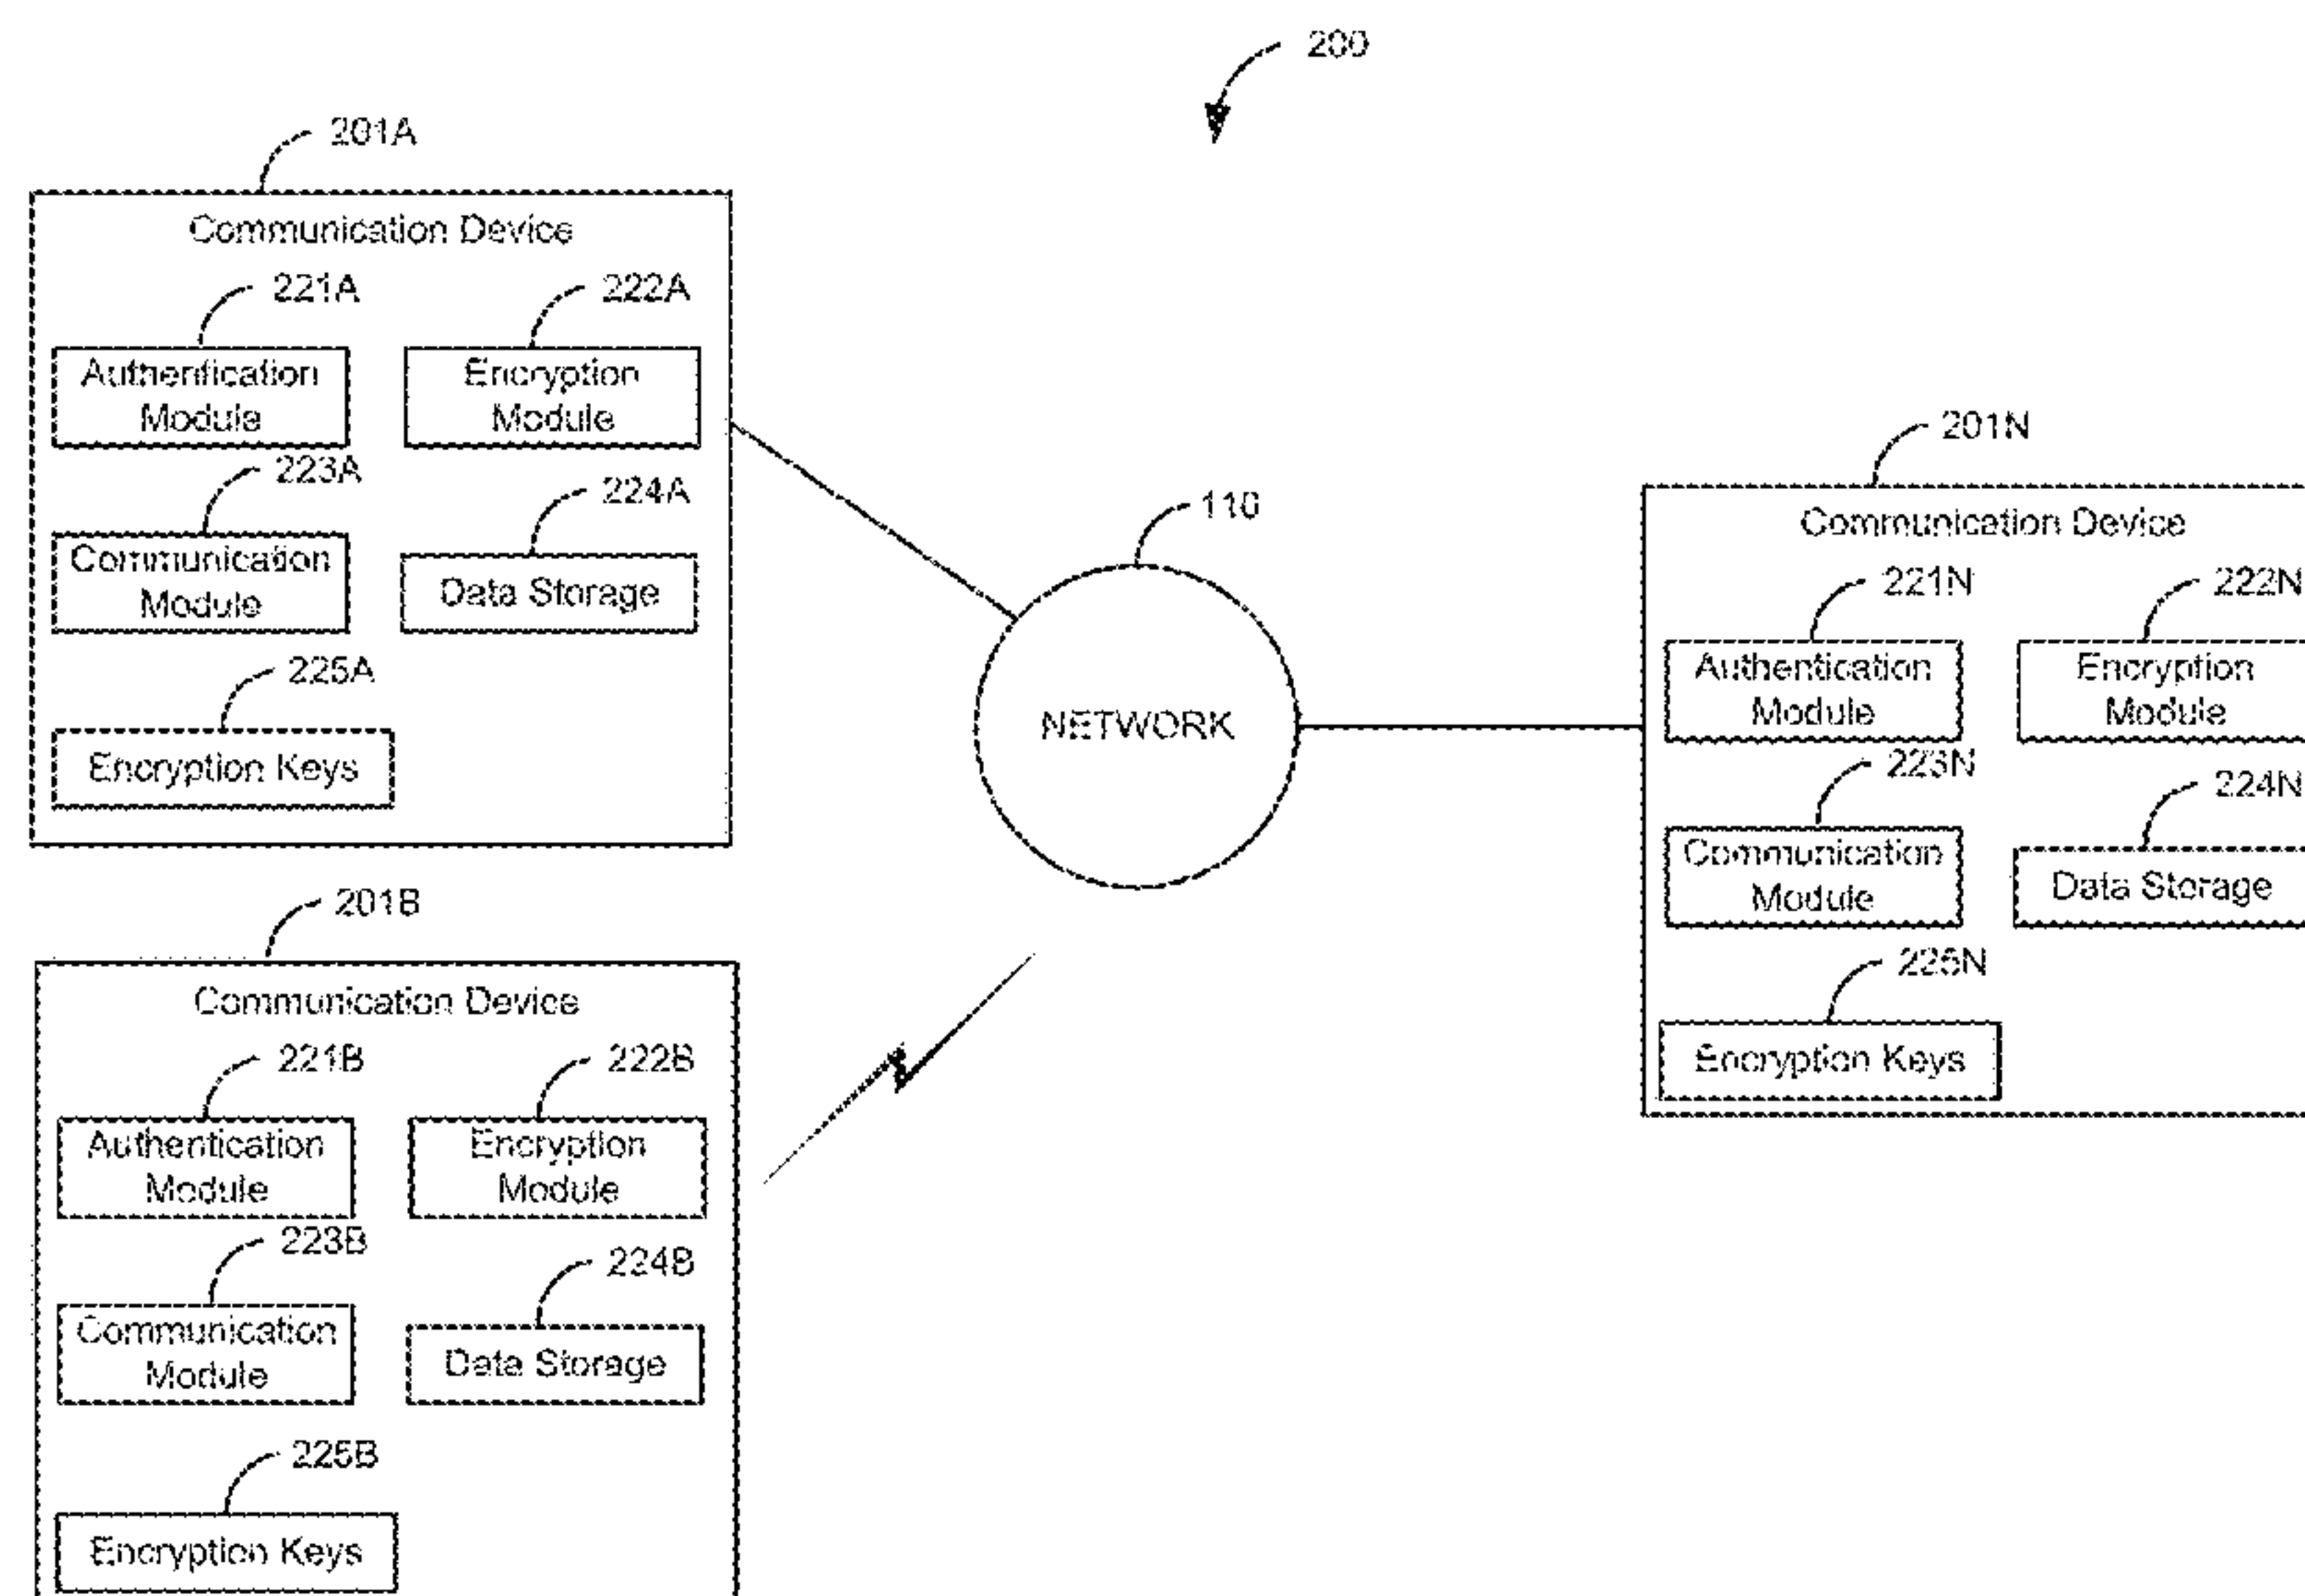 200
201A
Communication Device
221A
222A
Authentication
Module
Encryption
Module
223A
224A
Communication
Module
Data Storage
225A
Encryption Keys
110
NETWORK
201N
Communication Device
221N
222N
Authentication
Module
Encryption
Module
223N
224N
Communication
Module
Data Storage
225N
Encryption Keys
201B
Communication Device
221B
222B
Authentication
Module
Encryption
Module
223B
224B
Communication
Module
Data Storage
225B
Encryption Keys